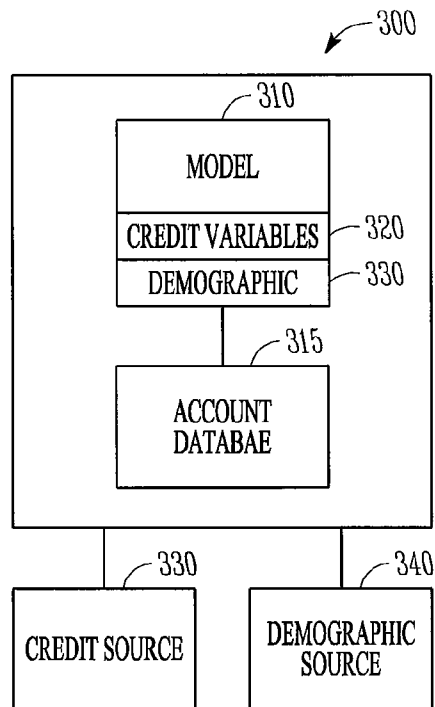 300
310
MODEL
CREDIT VARIABLES
320
DEMOGRAPHIC
330
315
ACCOUNT
DATABAE
330
CREDIT SOURCE
340
DEMOGRAPHIC
SOURCE